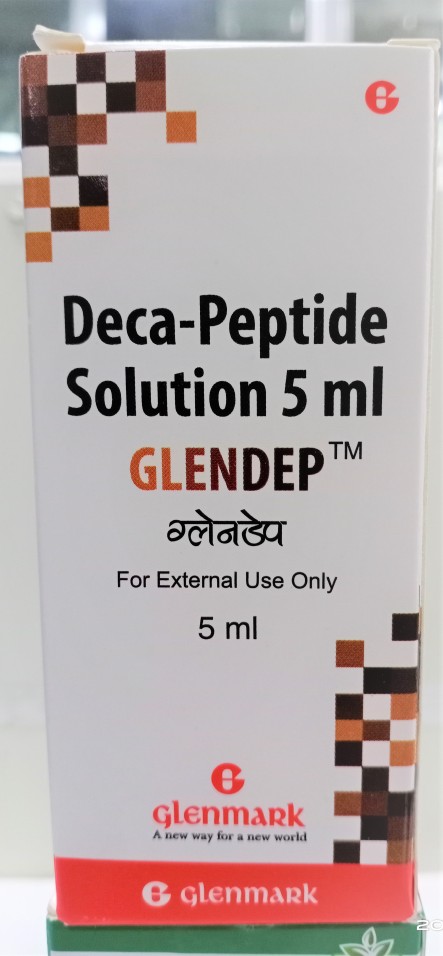 Deca-Peptide
Solution 5 ml
GLENDEP™
ग्लेनडेप
For External Use Only
5 ml
glenmark
A new way for a new world
glenmark